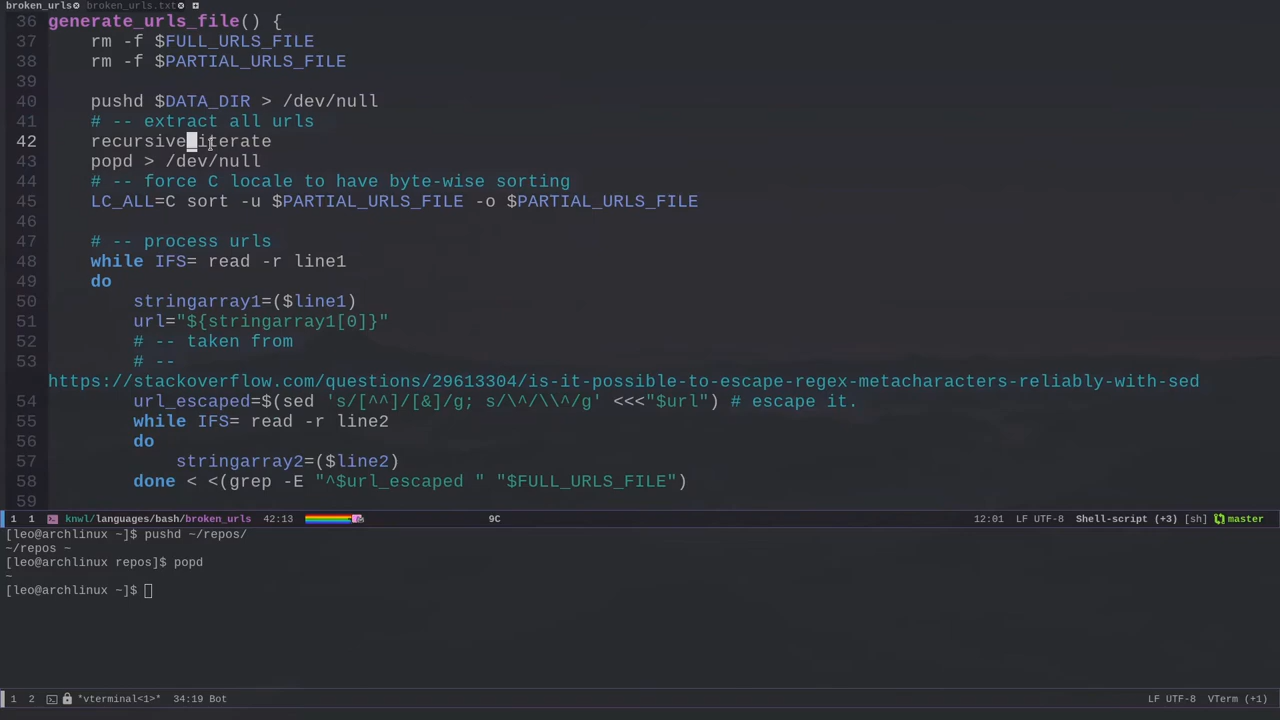 broken_urls broken_urls.txt
36 generate_urls_file() {
37 rm -f $FULL_URLS_FILE
38 rm -f $PARTIAL_URLS_FILE
39
40 pushd $DATA_DIR > /dev/null
41 # -- extract all urls
42 recursive_iterate
43 popd > /dev/null
44 # -- force C locale to have byte-wise sorting
45 LC_ALL=C sort -u $PARTIAL_URLS_FILE -o $PARTIAL_URLS_FILE
46
47 # -- process urls
48 while IFS= read -r line1
49 do
50 stringarray1=($line1)
51 url="${stringarray1[0]}"
52 # -- taken from
53 # --
https://stackoverflow.com/questions/29613304/is-it-possible-to-escape-regex-metacharacters-reliably-with-sed
54 url_escaped=$(sed 's/[^^]/[&]/g; s/\^/\\^/g' <<<"$url") # escape it.
55 while IFS= read -r line2
56 do
57 stringarray2=($line2)
58 done < <(grep -E "^$url_escaped " "$FULL_URLS_FILE")
59
1 1 knwl/languages/bash/broken_urls 42:13 9C 12:01 LF UTF-8 Shell-script (+3) [sh] master
[leo@archlinux ~]$ pushd ~/repos/
~/repos ~
[leo@archlinux repos]$ popd
~
[leo@archlinux ~]$
1 2 *vterminal<1>* 34:19 Bot LF UTF-8 VTerm (+1)